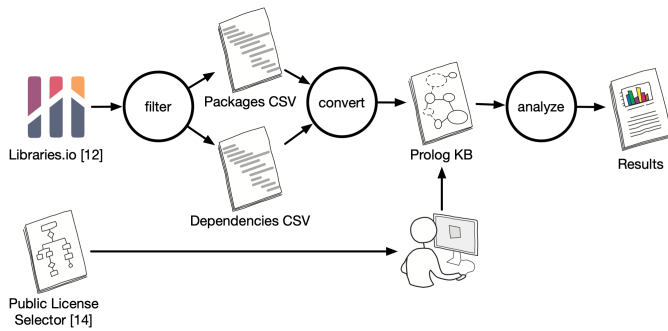 Libraries.io [12]
filter
Packages CSV
Dependencies CSV
convert
Prolog KB
analyze
Results
Public License
Selector [14]